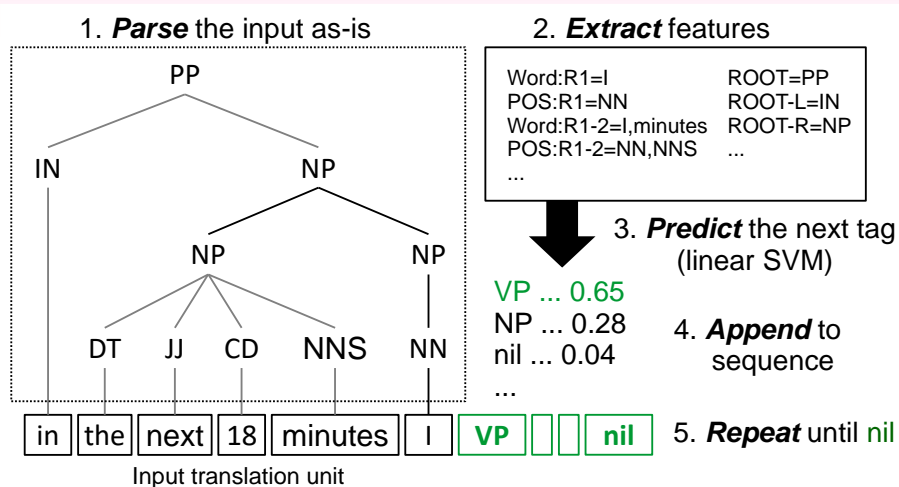 1. Parse the input as-is
PP
IN NP
NP NP
DT JJ CD NNS NN
in the next 18 minutes I VP nil
Input translation unit
2. Extract features
Word:R1=I ROOT=PP
POS:R1=NN ROOT-L=IN
Word:R1-2=I,minutes ROOT-R=NP
POS:R1-2=NN,NNS ...
...
3. Predict the next tag
(linear SVM)
VP ... 0.65
NP ... 0.28
nil ... 0.04
...
4. Append to
sequence
5. Repeat until nil